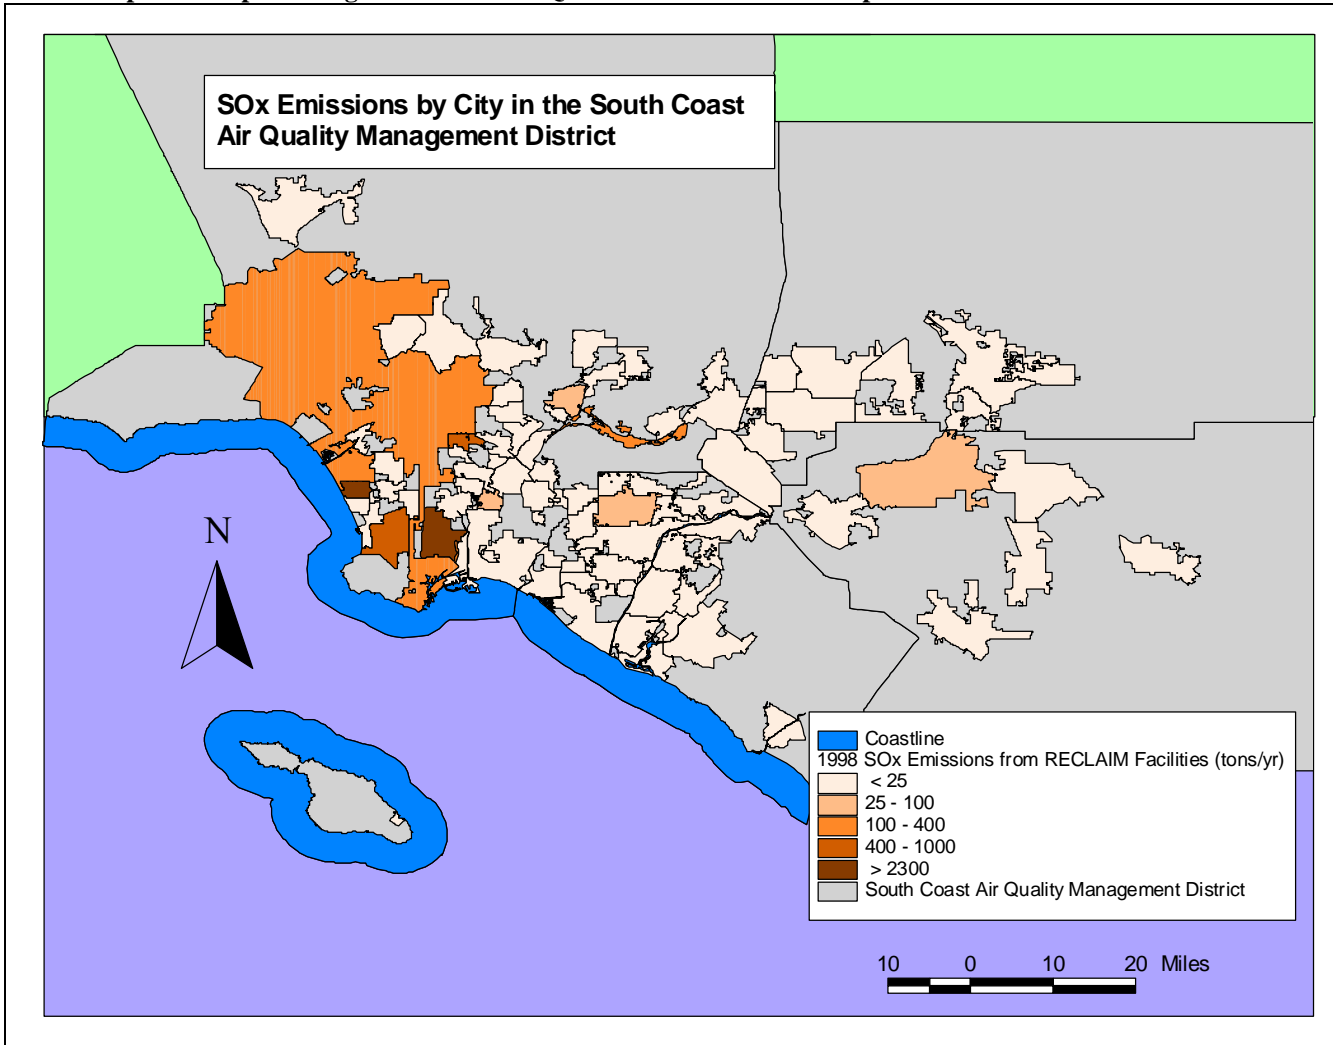 SOx Emissions by City in the South Coast
Air Quality Management District
N
Coastline
1998 SOx Emissions from RECLAIM Facilities (tons/yr)
< 25
25 - 100
100 - 400
400 - 1000
> 2300
South Coast Air Quality Management District
10 0 10 20 Miles